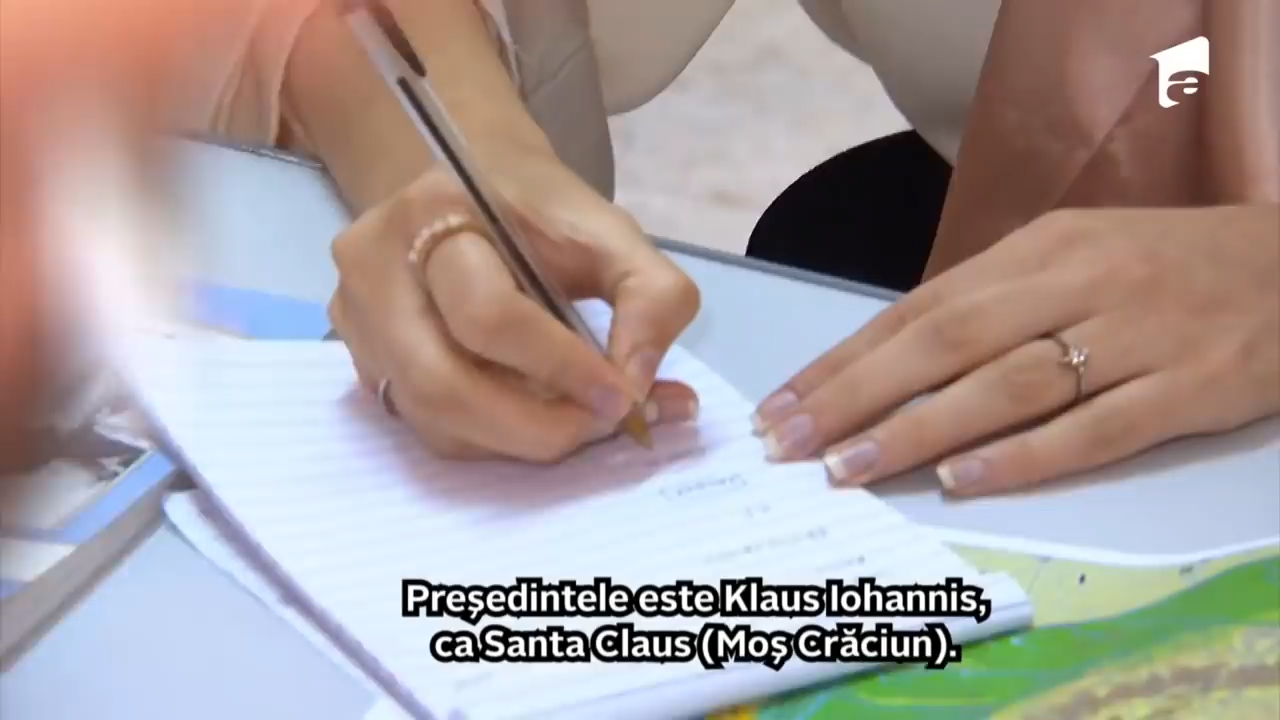 Președintele este Klaus Iohannis,
ca Santa Claus (Moș Crăciun).